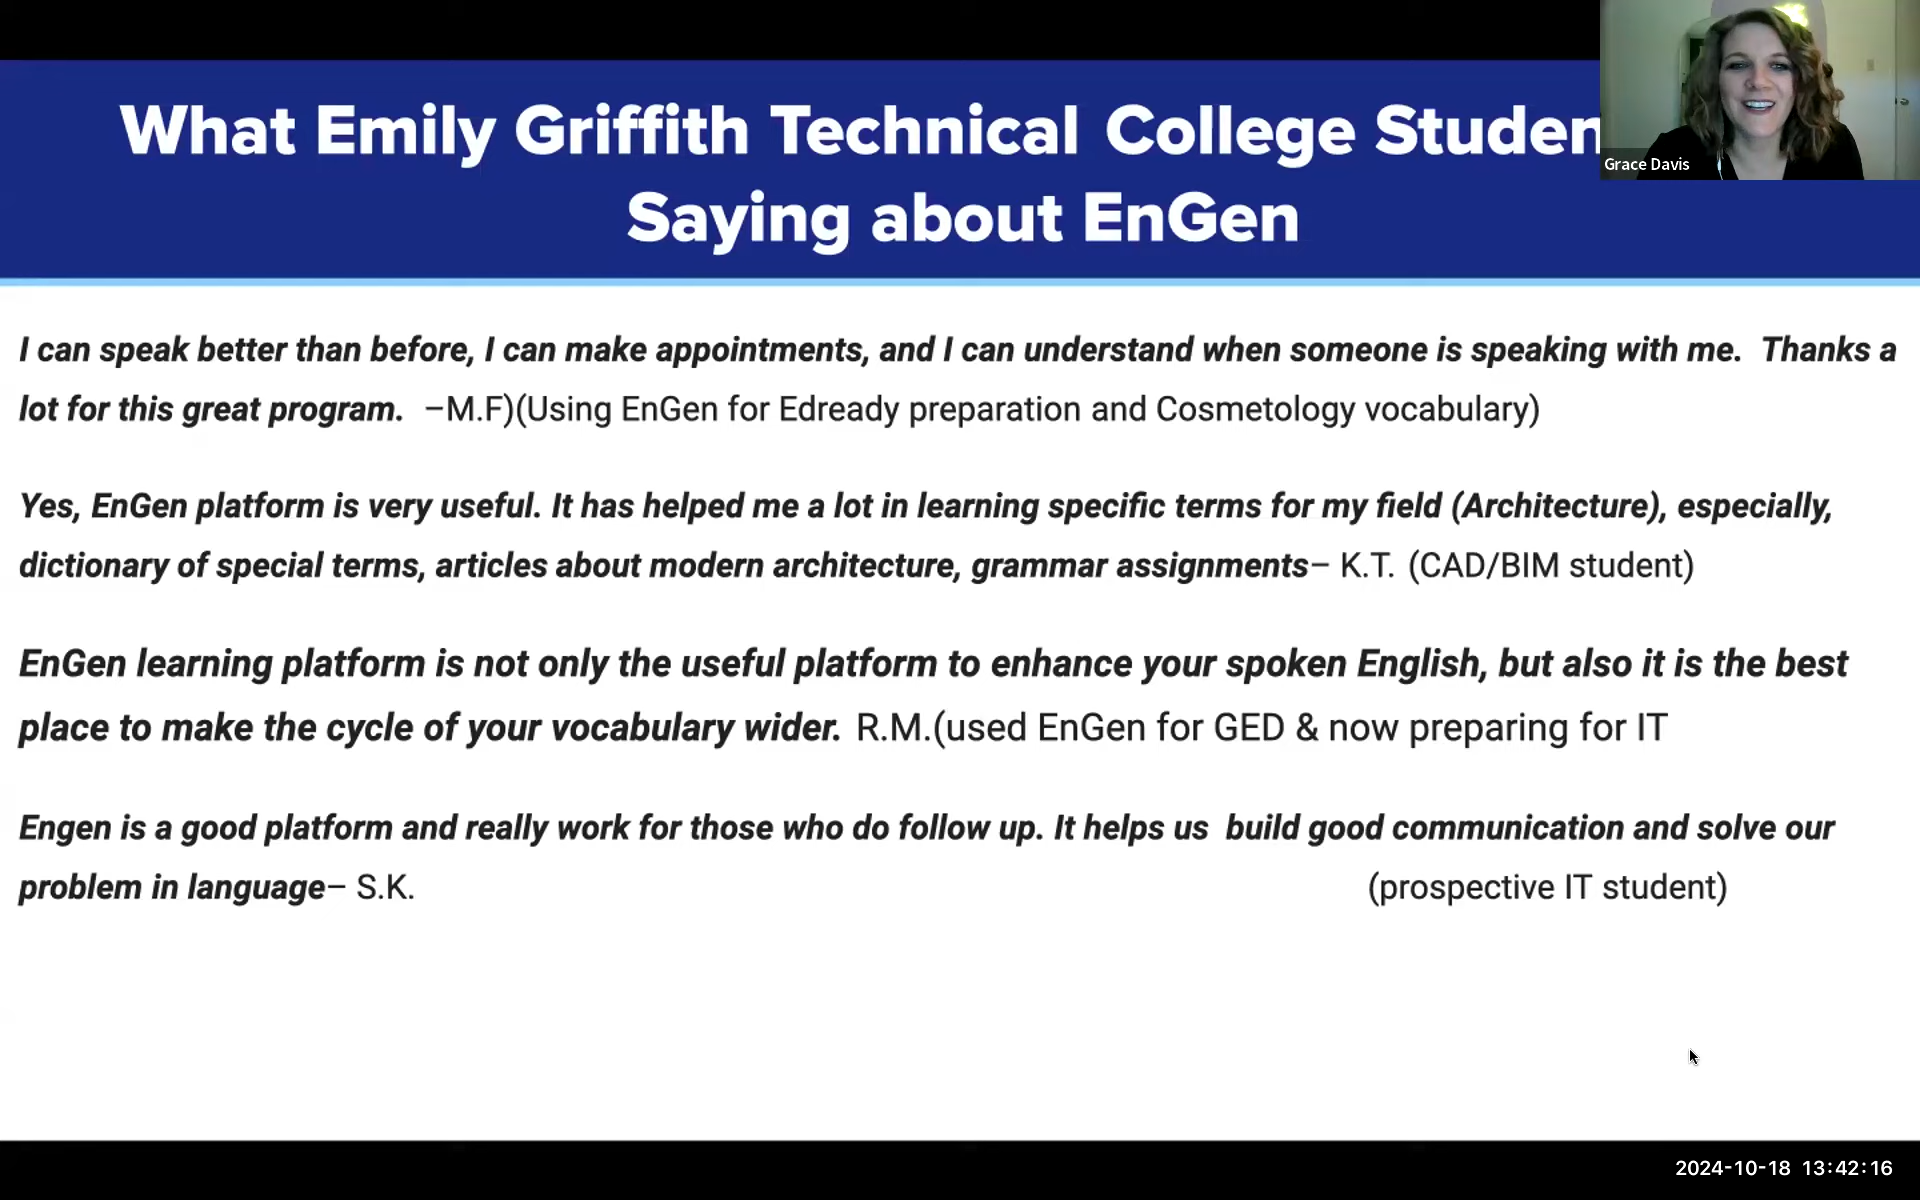 What Emily Griffith Technical College Studen
Saying about EnGen
Grace Davis
I can speak better than before, I can make appointments, and I can understand when someone is speaking with me.  Thanks a
lot for this great program.  –M.F)(Using EnGen for Edready preparation and Cosmetology vocabulary)
Yes, EnGen platform is very useful. It has helped me a lot in learning specific terms for my field (Architecture), especially,
dictionary of special terms, articles about modern architecture, grammar assignments– K.T. (CAD/BIM student)
EnGen learning platform is not only the useful platform to enhance your spoken English, but also it is the best
place to make the cycle of your vocabulary wider. R.M.(used EnGen for GED & now preparing for IT
Engen is a good platform and really work for those who do follow up. It helps us  build good communication and solve our
problem in language– S.K. (prospective IT student)
2024-10-18 13:42:16